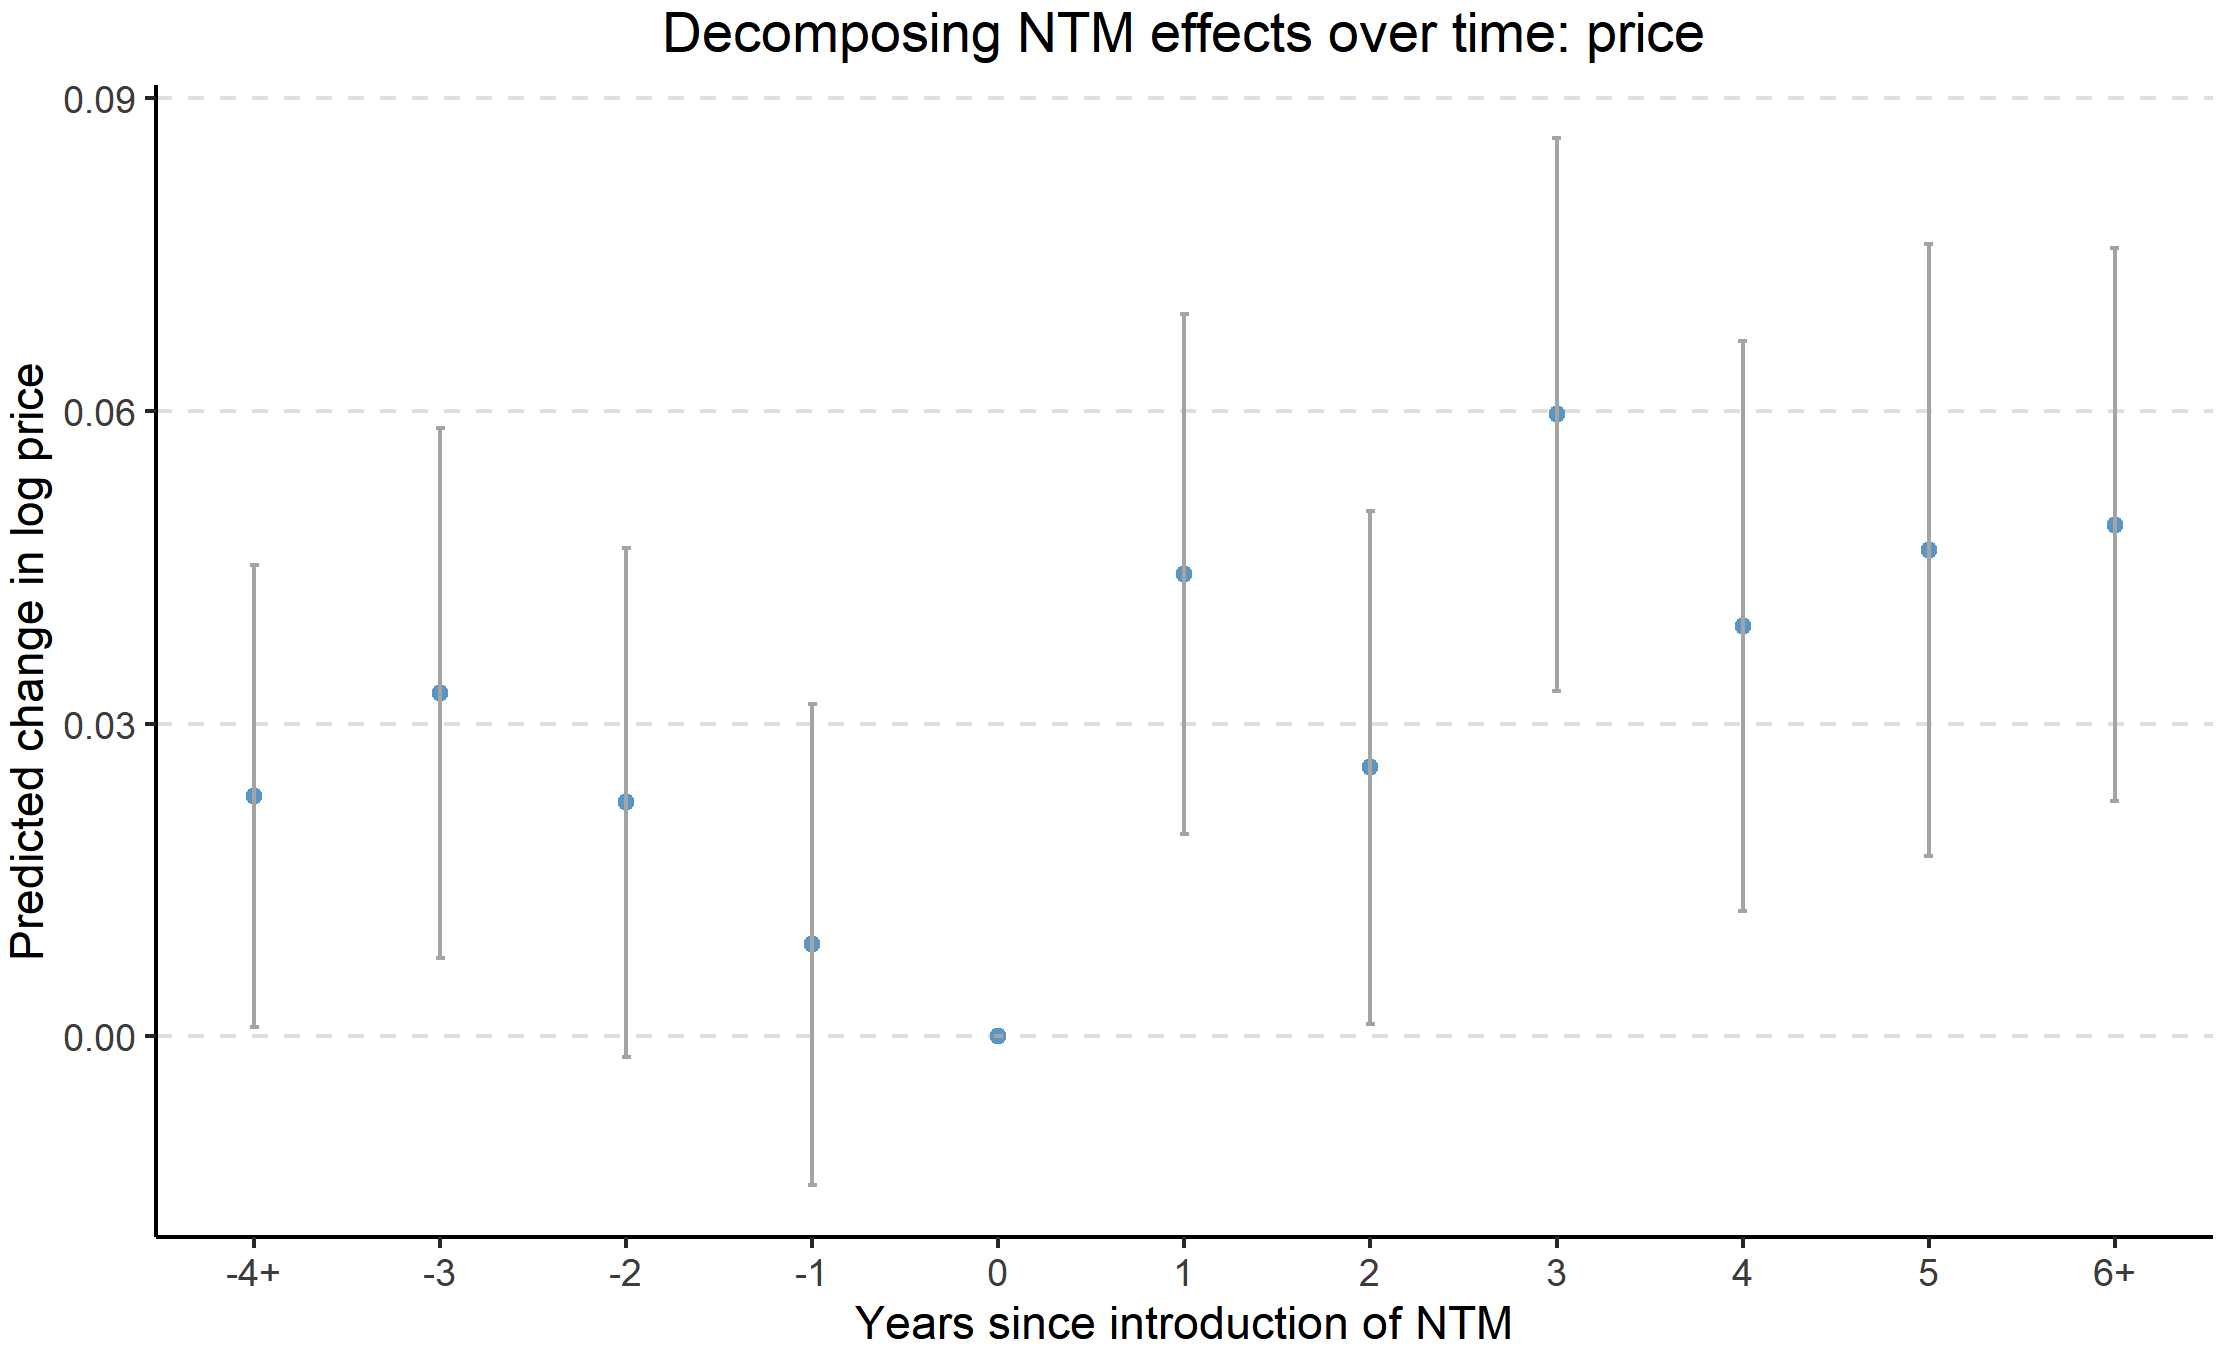 Decomposing NTM effects over time: price
Predicted change in log price
0.09
0.06
0.03
0.00
-4+ -3 -2 -1 0 1 2 3 4 5 6+
Years since introduction of NTM